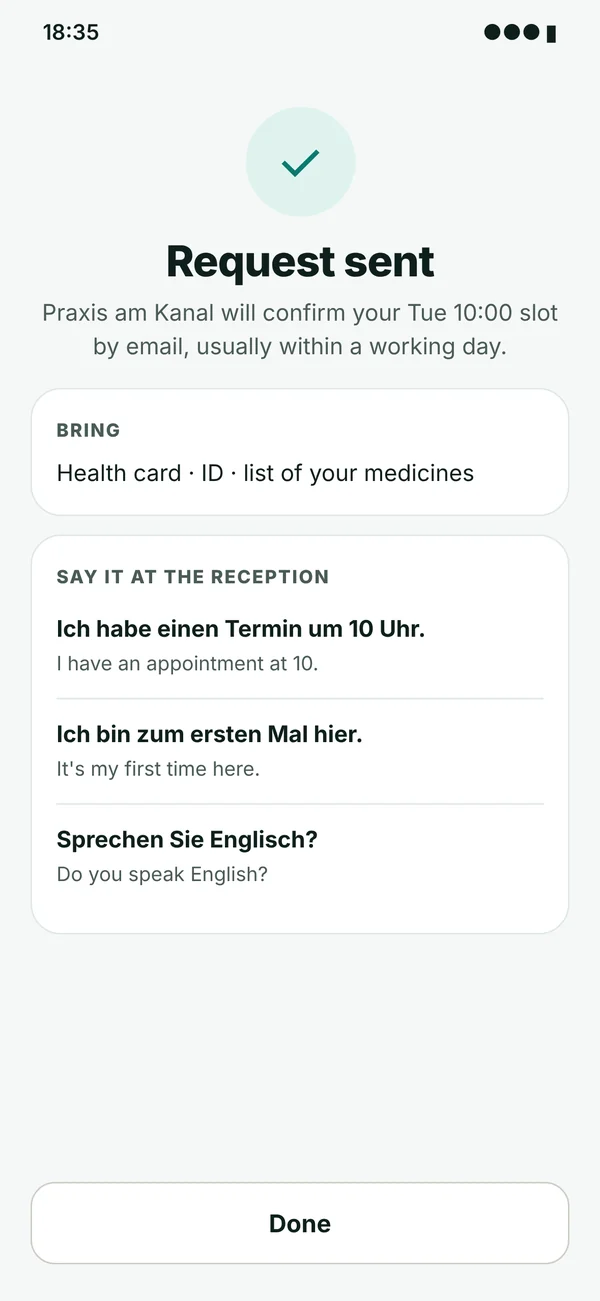 18:35
Request sent
Praxis am Kanal will confirm your Tue 10:00 slot
by email, usually within a working day.
BRING
Health card · ID · list of your medicines
SAY IT AT THE RECEPTION
Ich habe einen Termin um 10 Uhr.
I have an appointment at 10.
Ich bin zum ersten Mal hier.
It's my first time here.
Sprechen Sie Englisch?
Do you speak English?
Done